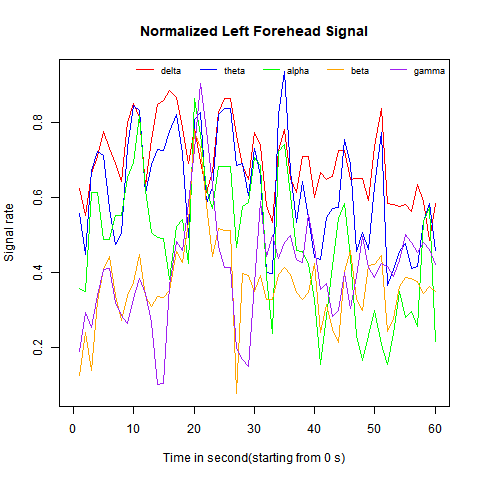 Normalized Left Forehead Signal
delta theta alpha beta gamma
Signal rate
0.2 0.4 0.6 0.8
0 10 20 30 40 50 60
Time in second(starting from 0 s)